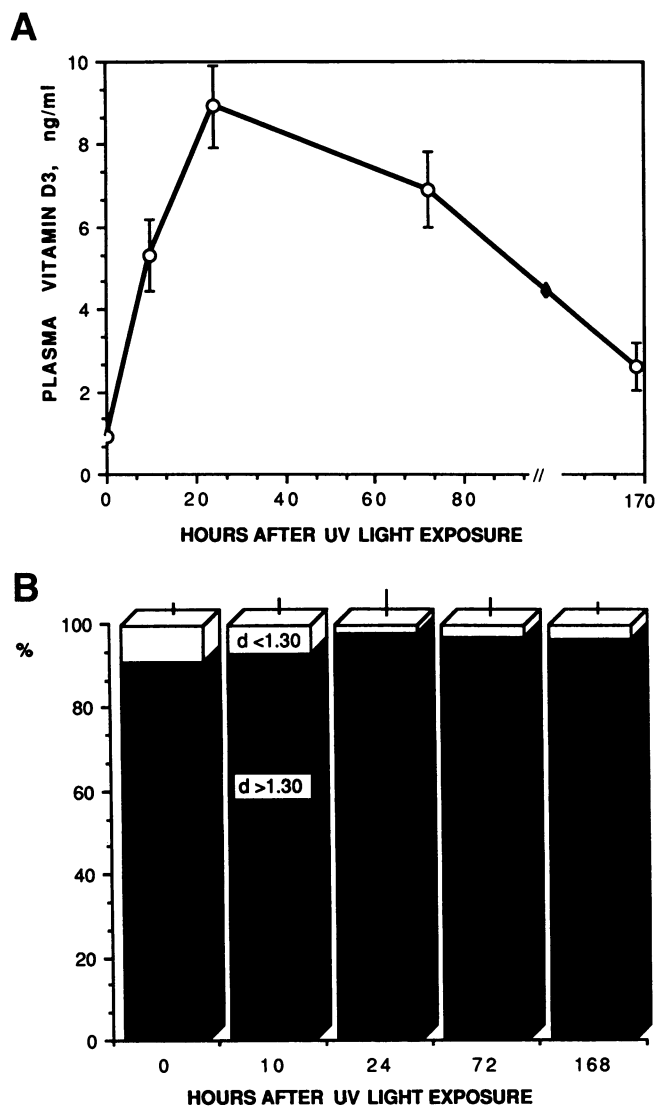 A
PLASMA VITAMIN D3, ng/ml
10
8
6
4
2
0
0 20 40 60 80 // 170
HOURS AFTER UV LIGHT EXPOSURE
B
%
100
80
60
40
20
0
d <1.30
d >1.30
0 10 24 72 168
HOURS AFTER UV LIGHT EXPOSURE